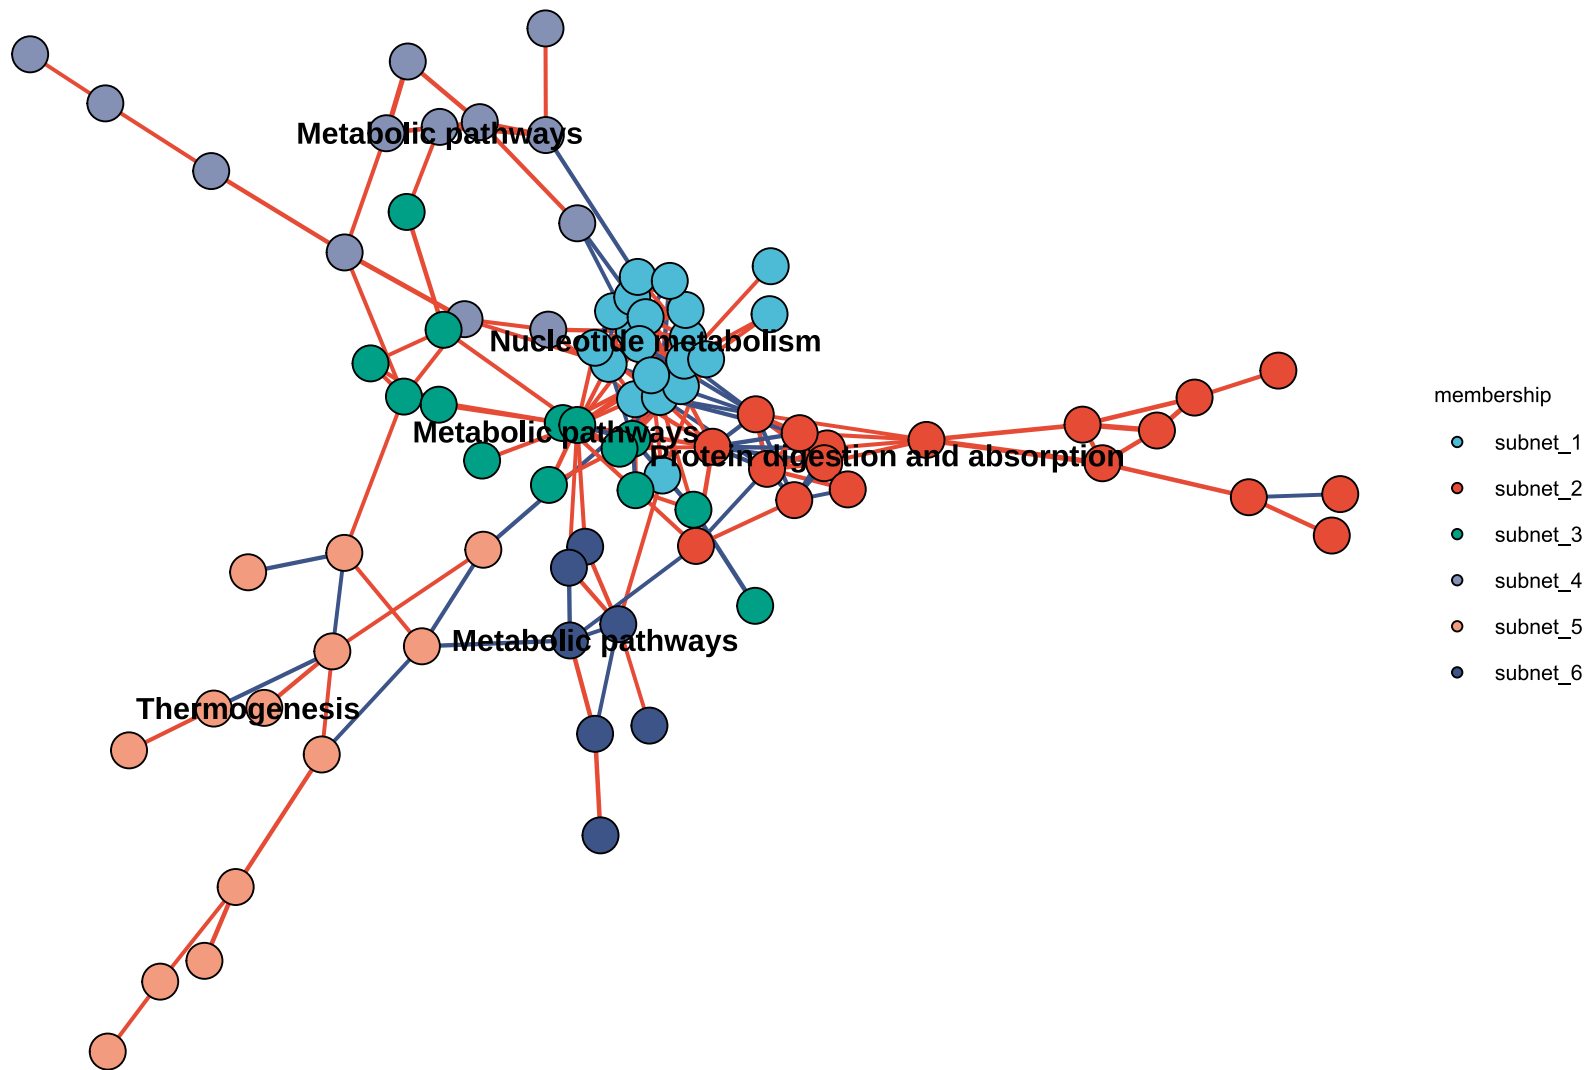 Metabolic pathways
Nucleotide metabolism
Metabolic pathways
Protein digestion and absorption
Metabolic pathways
Thermogenesis
membership
subnet_1
subnet_2
subnet_3
subnet_4
subnet_5
subnet_6